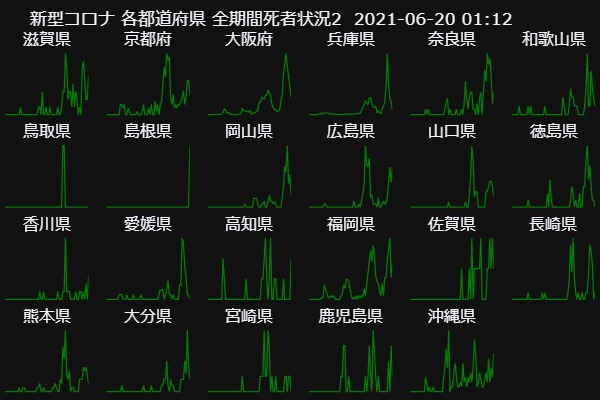 新型コロナ 各都道府県 全期間死者状況2 2021-06-20 01:12
滋賀県 京都府 大阪府 兵庫県 奈良県 和歌山県
鳥取県 島根県 岡山県 広島県 山口県 徳島県
香川県 愛媛県 高知県 福岡県 佐賀県 長崎県
熊本県 大分県 宮崎県 鹿児島県 沖縄県